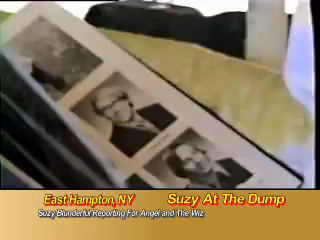 East Hampton, NY Suzy At The Dump
Suzy Blunderful Reporting For Angel and The Wiz